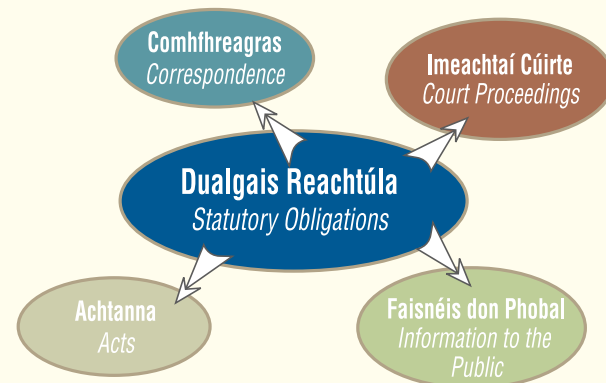 Comhfhreagras
Correspondence
Imeachtaí Cúirte
Court Proceedings
Dualgais Reachtúla
Statutory Obligations
Achtanna
Acts
Faisnéis don Phobal
Information to the
Public